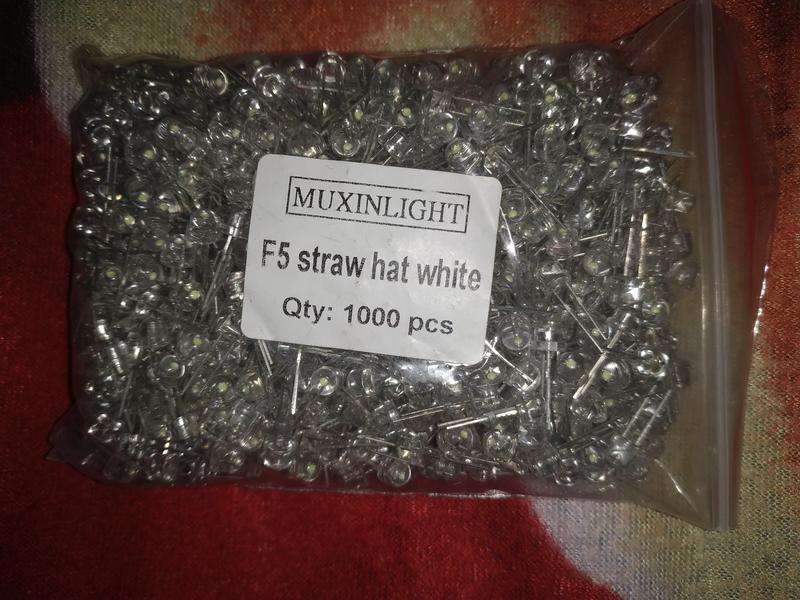 MUXINLIGHT
F5 straw hat white
Qty: 1000 pcs